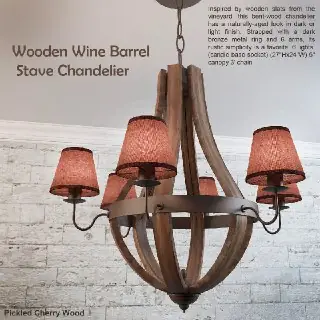 Inspired by wooden slats from the
vineyard, this bent-wood chandelier
has a naturally-aged look in dark or
light finish. Strapped with a dark
bronze metal ring and 6 arms, its
rustic simplicity is a favorite. 6 lights
(candle base socket) (27"Hx24"W) 6"
canopy 3' chain
Wooden Wine Barrel
Stave Chandelier
Pickled Cherry Wood